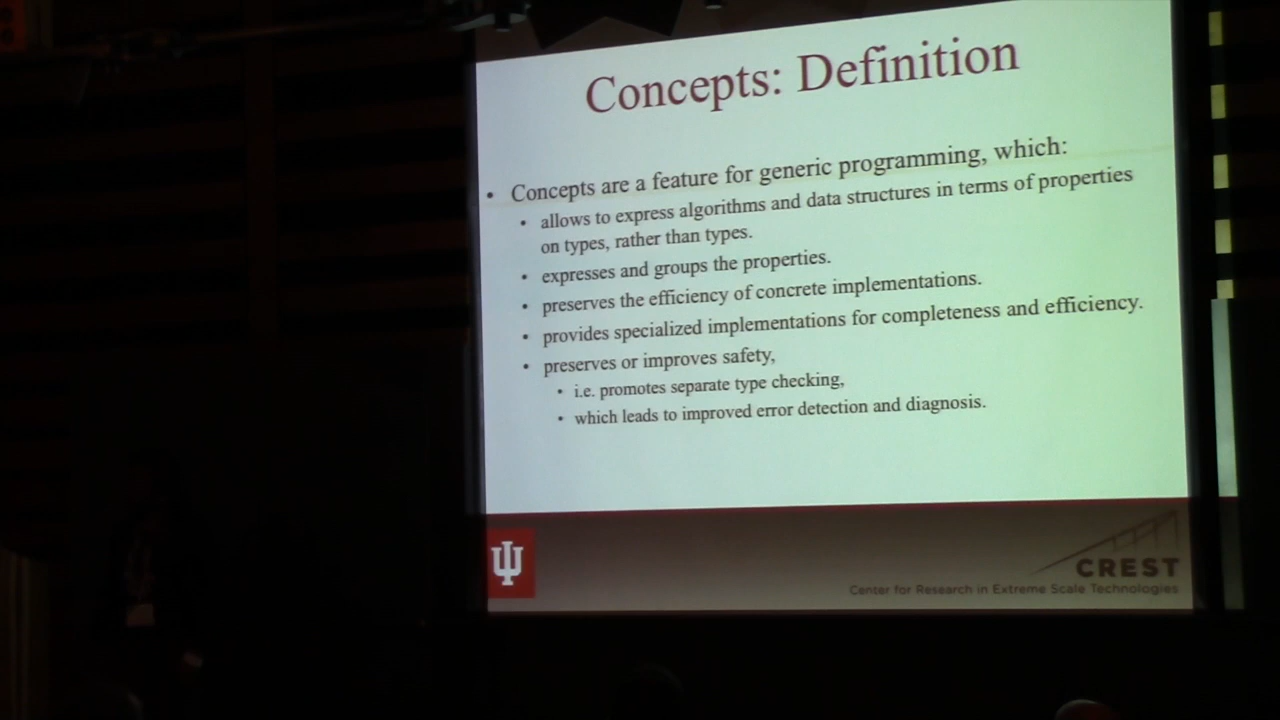 Concepts: Definition
• Concepts are a feature for generic programming, which:
• allows to express algorithms and data structures in terms of properties
on types, rather than types.
• expresses and groups the properties.
• preserves the efficiency of concrete implementations.
• provides specialized implementations for completeness and efficiency.
• preserves or improves safety,
• i.e. promotes separate type checking,
• which leads to improved error detection and diagnosis.
CREST
Center for Research in Extreme Scale Technologies